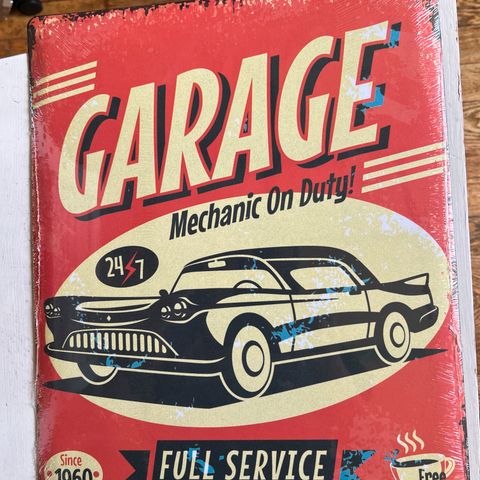 GARAGE
Mechanic On Duty!
24 7
Since
1960
FULL SERVICE
Free